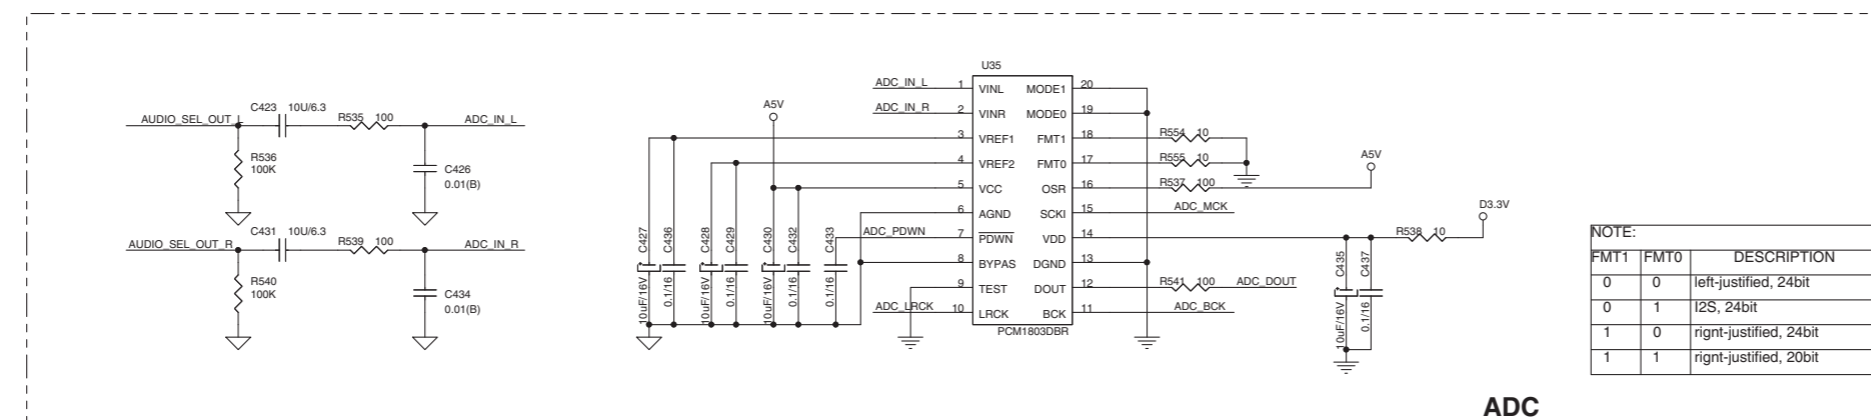 AUDIO_SEL_OUT_L
C423 10U/6.3
R535 100
ADC_IN_L
R536
100K
C426
0.01(B)
AUDIO_SEL_OUT_R
C431 10U/6.3
R539 100
ADC_IN_R
R540
100K
C434
0.01(B)
U35
ADC_IN_L 1 VINL MODE1 20
ADC_IN_R 2 VINR MODE0 19
3 VREF1 FMT1 18 R554 10
4 VREF2 FMT0 17 R555 10
5 VCC OSR 16 R537 100
6 AGND SCKI 15 ADC_MCK
ADC_PDWN 7 PDWN VDD 14 R538 10
8 BYPAS DGND 13
9 TEST DOUT 12 R541 100 ADC_DOUT
ADC_LRCK 10 LRCK BCK 11 ADC_BCK
PCM1803DBR
A5V
A5V
D3.3V
C427 10uF/16V
C436 0.1/16
C428 10uF/16V
C429 0.1/16
C430 10uF/16V
C432 0.1/16
C433 0.1/16
C435 10uF/16V
C437 0.1/16
NOTE:
FMT1 FMT0 DESCRIPTION
0 0 left-justified, 24bit
0 1 I2S, 24bit
1 0 rignt-justified, 24bit
1 1 rignt-justified, 20bit
ADC